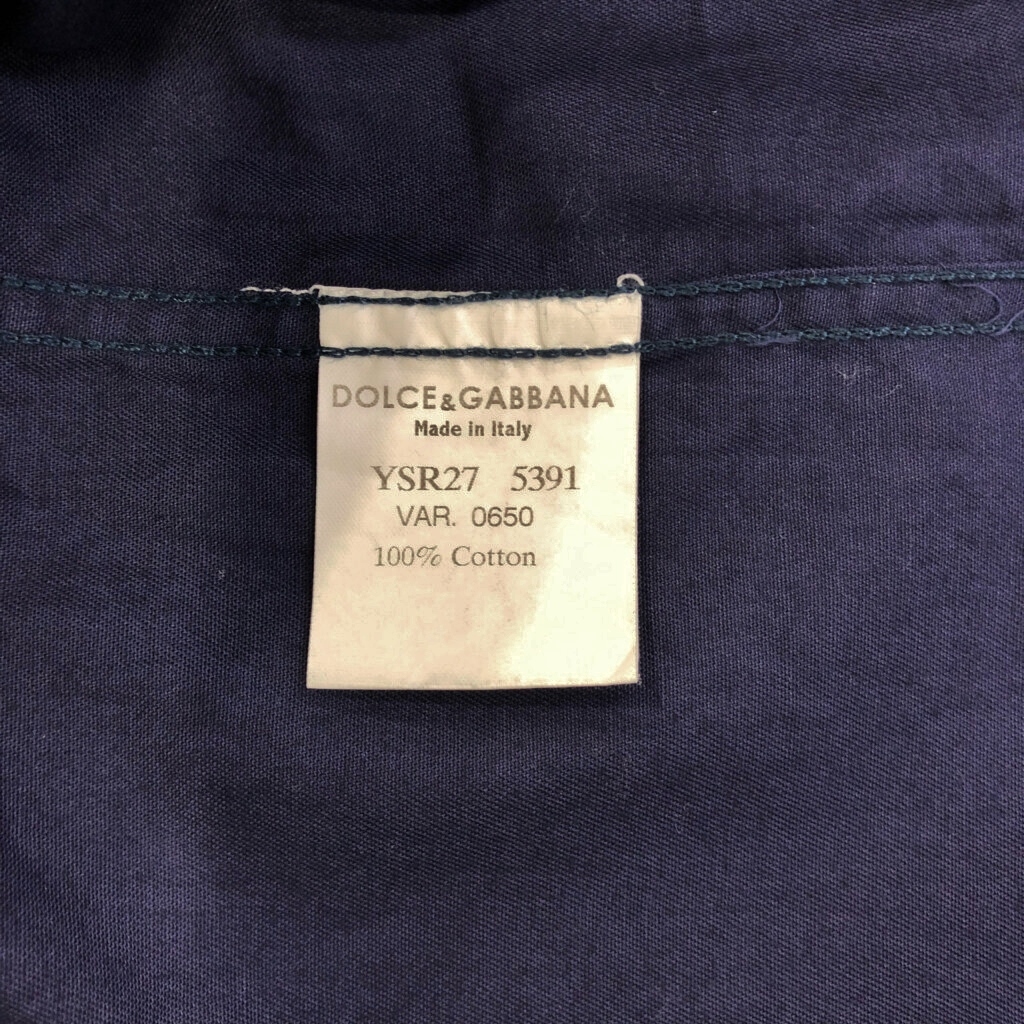 DOLCE&GABBANA
Made in Italy
YSR27 5391
VAR. 0650
100% Cotton